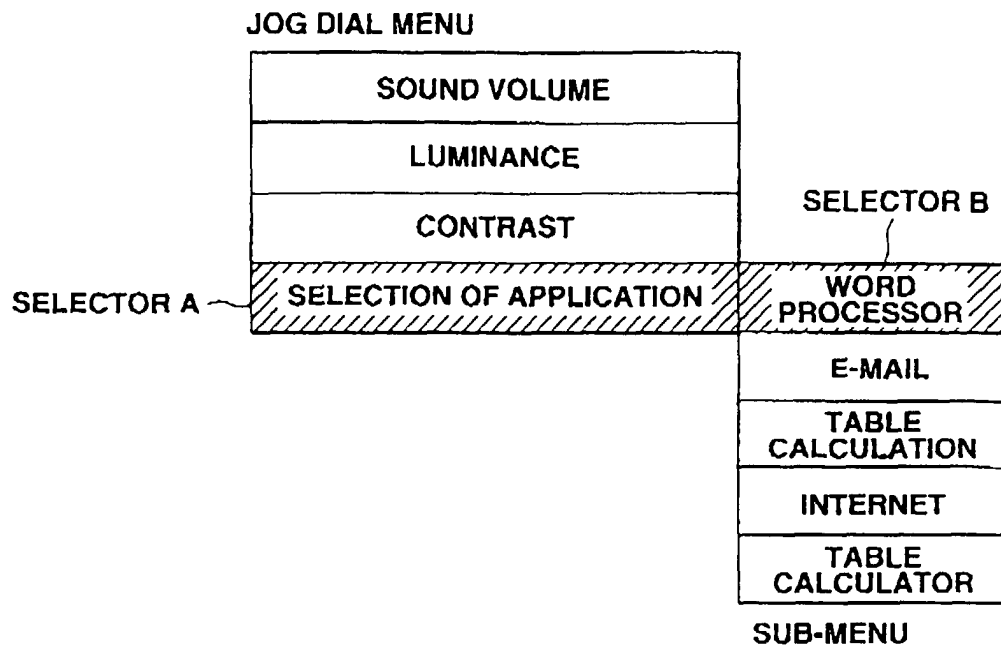 JOG DIAL MENU
SOUND VOLUME
LUMINANCE
CONTRAST
SELECTOR B
SELECTOR A
SELECTION OF APPLICATION
WORD
PROCESSOR
E-MAIL
TABLE
CALCULATION
INTERNET
TABLE
CALCULATOR
SUB-MENU